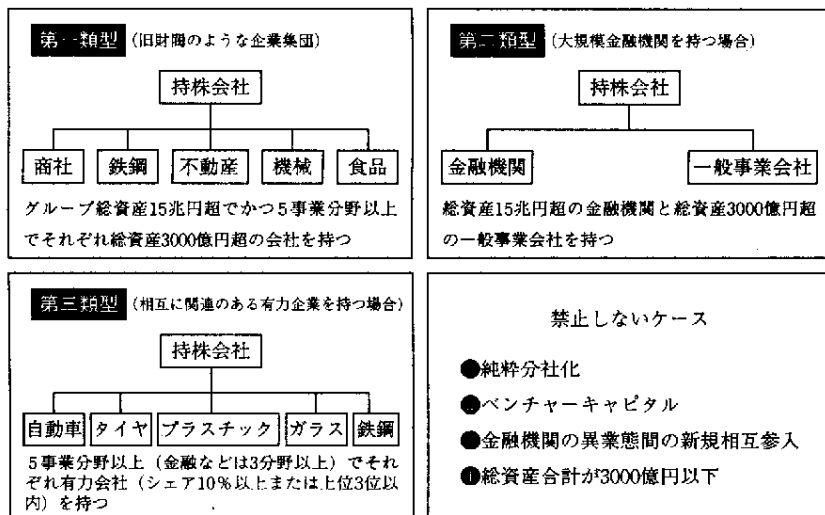 第一類型（旧財閥のような企業集団）
持株会社
商社 鉄鋼 不動産 機械 食品
グループ総資産15兆円超でかつ5事業分野以上
でそれぞれ総資産3000億円超の会社を持つ
第二類型（大規模金融機関を持つ場合）
持株会社
金融機関 一般事業会社
総資産15兆円超の金融機関と総資産3000億円超
の一般事業会社を持つ
第三類型（相互に関連のある有力企業を持つ場合）
持株会社
自動車 タイヤ プラスチック ガラス 鉄鋼
5事業分野以上（金融などは3分野以上）でそれ
ぞれ有力会社（シェア10％以上または上位3位以
内）を持つ
禁止しないケース
●純粋分社化
●ベンチャーキャピタル
●金融機関の異業態間の新規相互参入
●総資産合計が3000億円以下